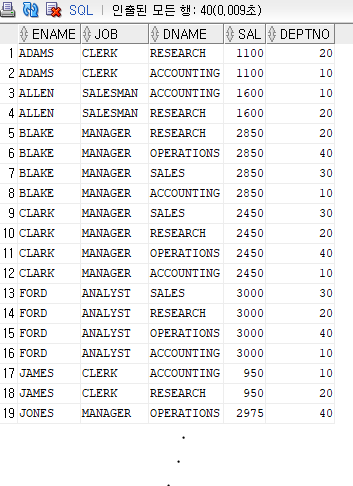 SQL | 인출된 모든 행: 40(0,009초)
ENAME JOB DNAME SAL DEPTNO
1 ADAMS CLERK RESEARCH 1100 20
2 ADAMS CLERK ACCOUNTING 1100 10
3 ALLEN SALESMAN ACCOUNTING 1600 10
4 ALLEN SALESMAN RESEARCH 1600 20
5 BLAKE MANAGER RESEARCH 2850 20
6 BLAKE MANAGER OPERATIONS 2850 40
7 BLAKE MANAGER SALES 2850 30
8 BLAKE MANAGER ACCOUNTING 2850 10
9 CLARK MANAGER SALES 2450 30
10 CLARK MANAGER RESEARCH 2450 20
11 CLARK MANAGER OPERATIONS 2450 40
12 CLARK MANAGER ACCOUNTING 2450 10
13 FORD ANALYST SALES 3000 30
14 FORD ANALYST RESEARCH 3000 20
15 FORD ANALYST OPERATIONS 3000 40
16 FORD ANALYST ACCOUNTING 3000 10
17 JAMES CLERK ACCOUNTING 950 10
18 JAMES CLERK RESEARCH 950 20
19 JONES MANAGER OPERATIONS 2975 40
.
.
.